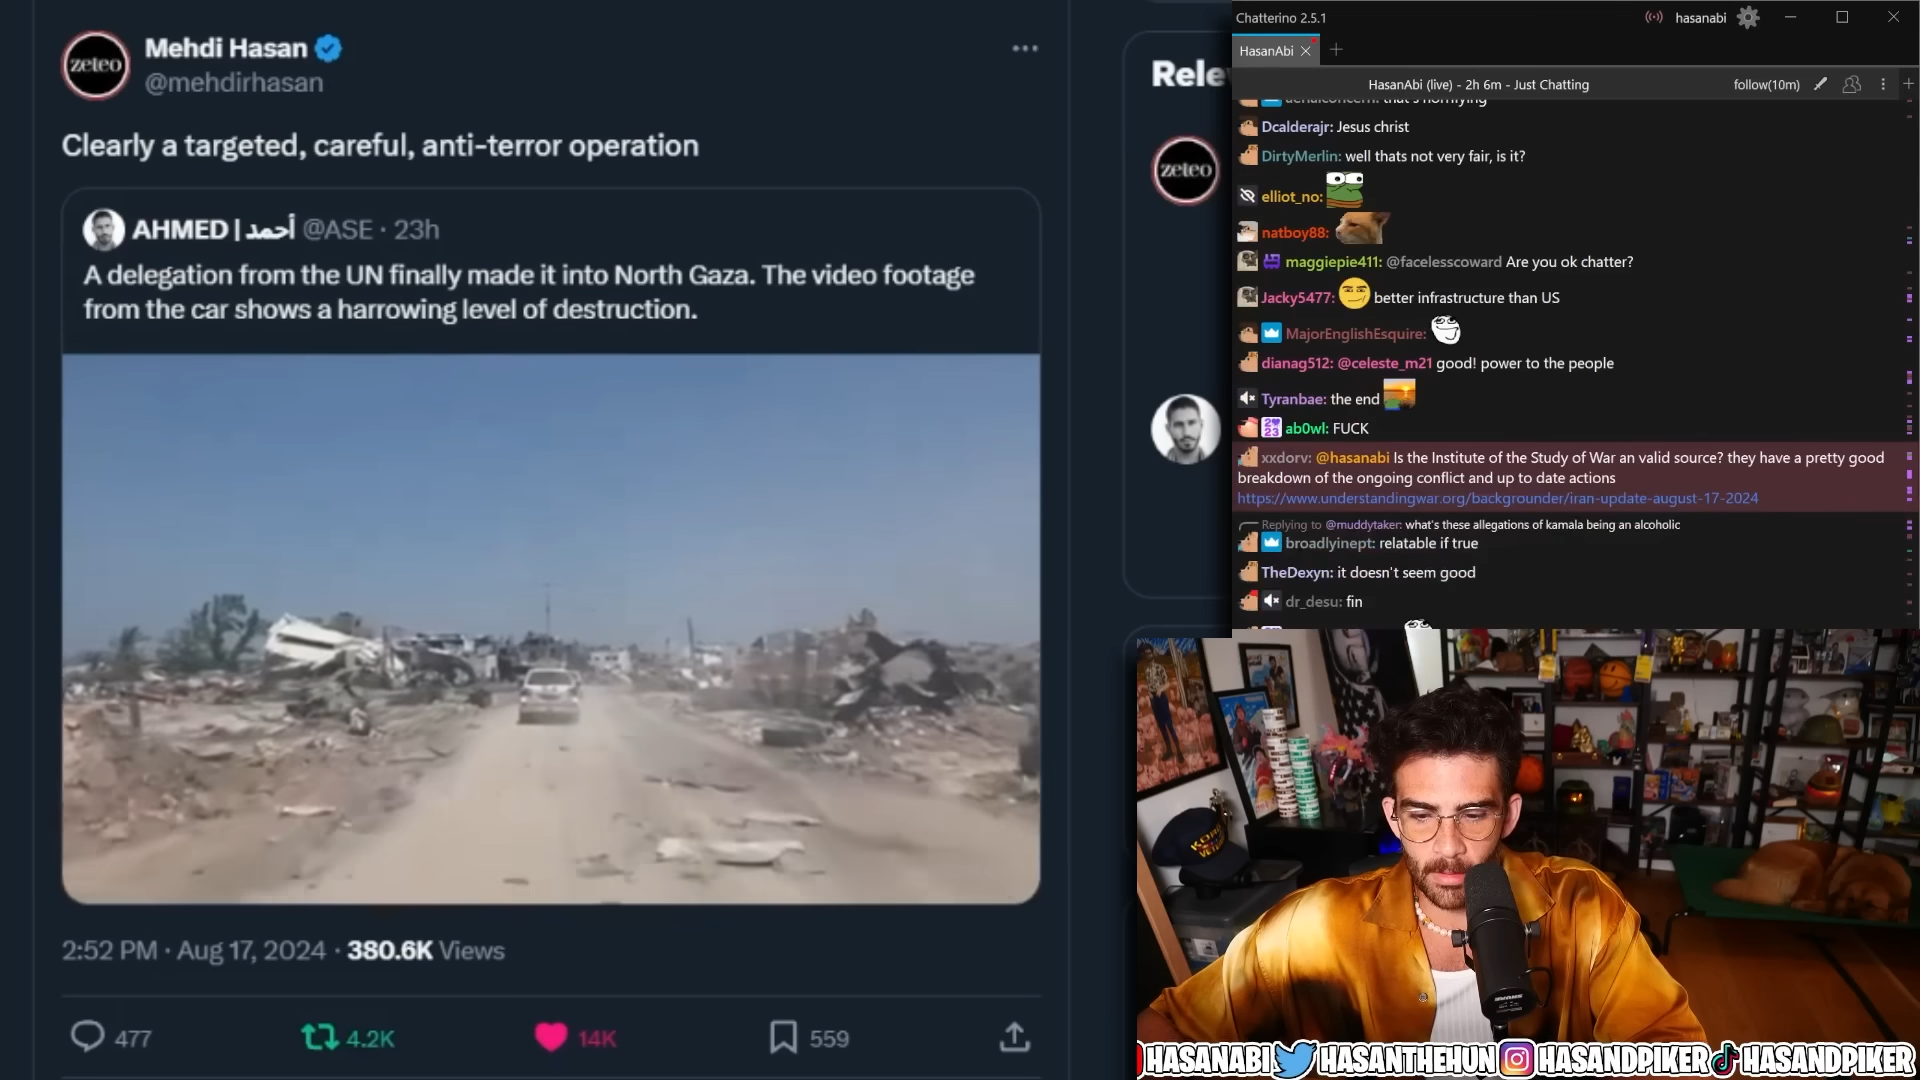 zeteo
Mehdi Hasan
@mehdirhasan
Clearly a targeted, careful, anti-terror operation
AHMED | أحمد @ASE · 23h
A delegation from the UN finally made it into North Gaza. The video footage
from the car shows a harrowing level of destruction.
2:52 PM · Aug 17, 2024 · 380.6K Views
477
4.2K
14K
559
Rele
zeteo
Chatterino 2.5.1
hasanabi
HasanAbi
HasanAbi (live) - 2h 6m - Just Chatting
follow(10m)
aerialconcern: that's horrifying
Dcalderajr: Jesus christ
DirtyMerlin: well thats not very fair, is it?
elliot_no:
natboy88:
maggiepie411: @facelesscoward Are you ok chatter?
Jacky5477: better infrastructure than US
MajorEnglishEsquire:
dianag512: @celeste_m21 good! power to the people
Tyranbae: the end
ab0wl: FUCK
xxdorv: @hasanabi Is the Institute of the Study of War an valid source? they have a pretty good
breakdown of the ongoing conflict and up to date actions
https://www.understandingwar.org/backgrounder/iran-update-august-17-2024
Replying to @muddytaker: what's these allegations of kamala being an alcoholic
broadlyinept: relatable if true
TheDexyn: it doesn't seem good
dr_desu: fin
KOREA
VETERAN
HASANABI HASANTHEHUN HASANDPIKER HASANDPIKER